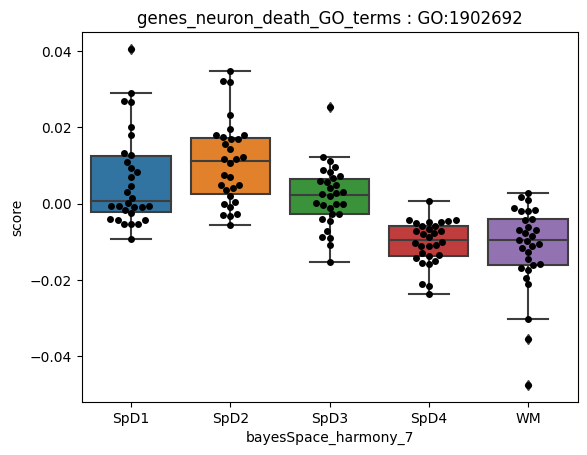 genes_neuron_death_GO_terms : GO:1902692
0.04
0.02
0.00
−0.02
−0.04
score
SpD1 SpD2 SpD3 SpD4 WM
bayesSpace_harmony_7